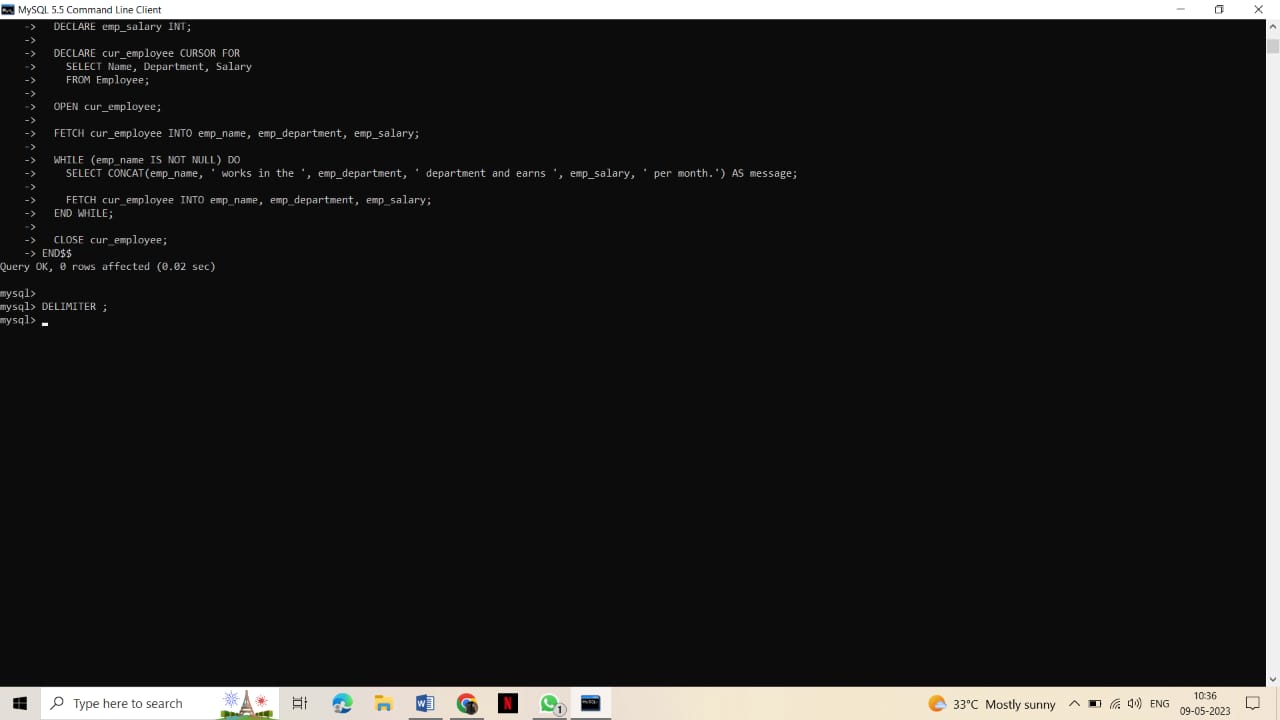 MySQL 5.5 Command Line Client
    ->   DECLARE emp_salary INT;
    ->
    ->   DECLARE cur_employee CURSOR FOR
    ->     SELECT Name, Department, Salary
    ->     FROM Employee;
    ->
    ->   OPEN cur_employee;
    ->
    ->   FETCH cur_employee INTO emp_name, emp_department, emp_salary;
    ->
    ->   WHILE (emp_name IS NOT NULL) DO
    ->     SELECT CONCAT(emp_name, ' works in the ', emp_department, ' department and earns ', emp_salary, ' per month.') AS message;
    ->
    ->     FETCH cur_employee INTO emp_name, emp_department, emp_salary;
    ->   END WHILE;
    ->
    ->   CLOSE cur_employee;
    -> END$$
Query OK, 0 rows affected (0.02 sec)
mysql>
mysql> DELIMITER ;
mysql>
Type here to search
N
1
MySQL
33°C Mostly sunny
ENG
10:36
09-05-2023